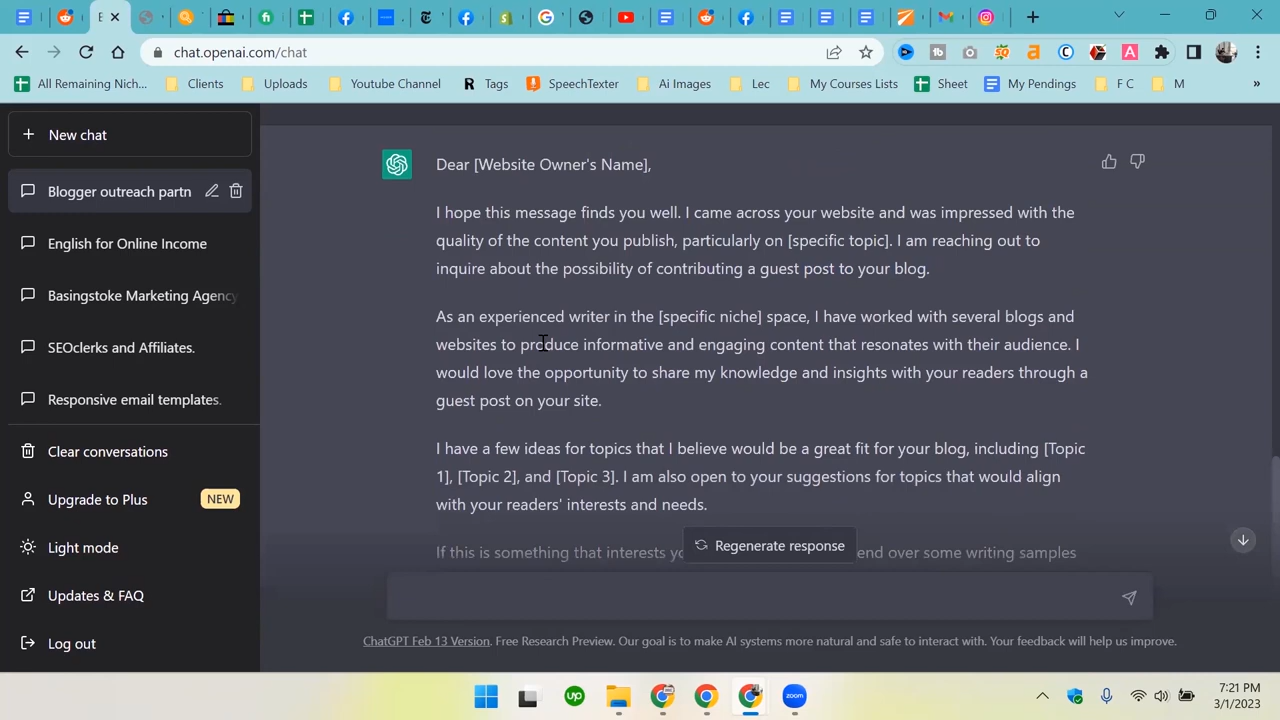 E
chat.openai.com/chat
All Remaining Nich...
Clients
Uploads
Youtube Channel
R Tags
SpeechTexter
Ai Images
Lec
My Courses Lists
Sheet
My Pendings
F C
M
»
+ New chat
Blogger outreach partn
English for Online Income
Basingstoke Marketing Agency
SEOclerks and Affiliates.
Responsive email templates.
Clear conversations
Upgrade to Plus NEW
Light mode
Updates & FAQ
Log out
Dear [Website Owner's Name],
I hope this message finds you well. I came across your website and was impressed with the
quality of the content you publish, particularly on [specific topic]. I am reaching out to
inquire about the possibility of contributing a guest post to your blog.
As an experienced writer in the [specific niche] space, I have worked with several blogs and
websites to produce informative and engaging content that resonates with their audience. I
would love the opportunity to share my knowledge and insights with your readers through a
guest post on your site.
I have a few ideas for topics that I believe would be a great fit for your blog, including [Topic
1], [Topic 2], and [Topic 3]. I am also open to your suggestions for topics that would align
with your readers' interests and needs.
If this is something that interests yo
end over some writing samples
Regenerate response
ChatGPT Feb 13 Version. Free Research Preview. Our goal is to make AI systems more natural and safe to interact with. Your feedback will help us improve.
up
zoom
7:21 PM
3/1/2023